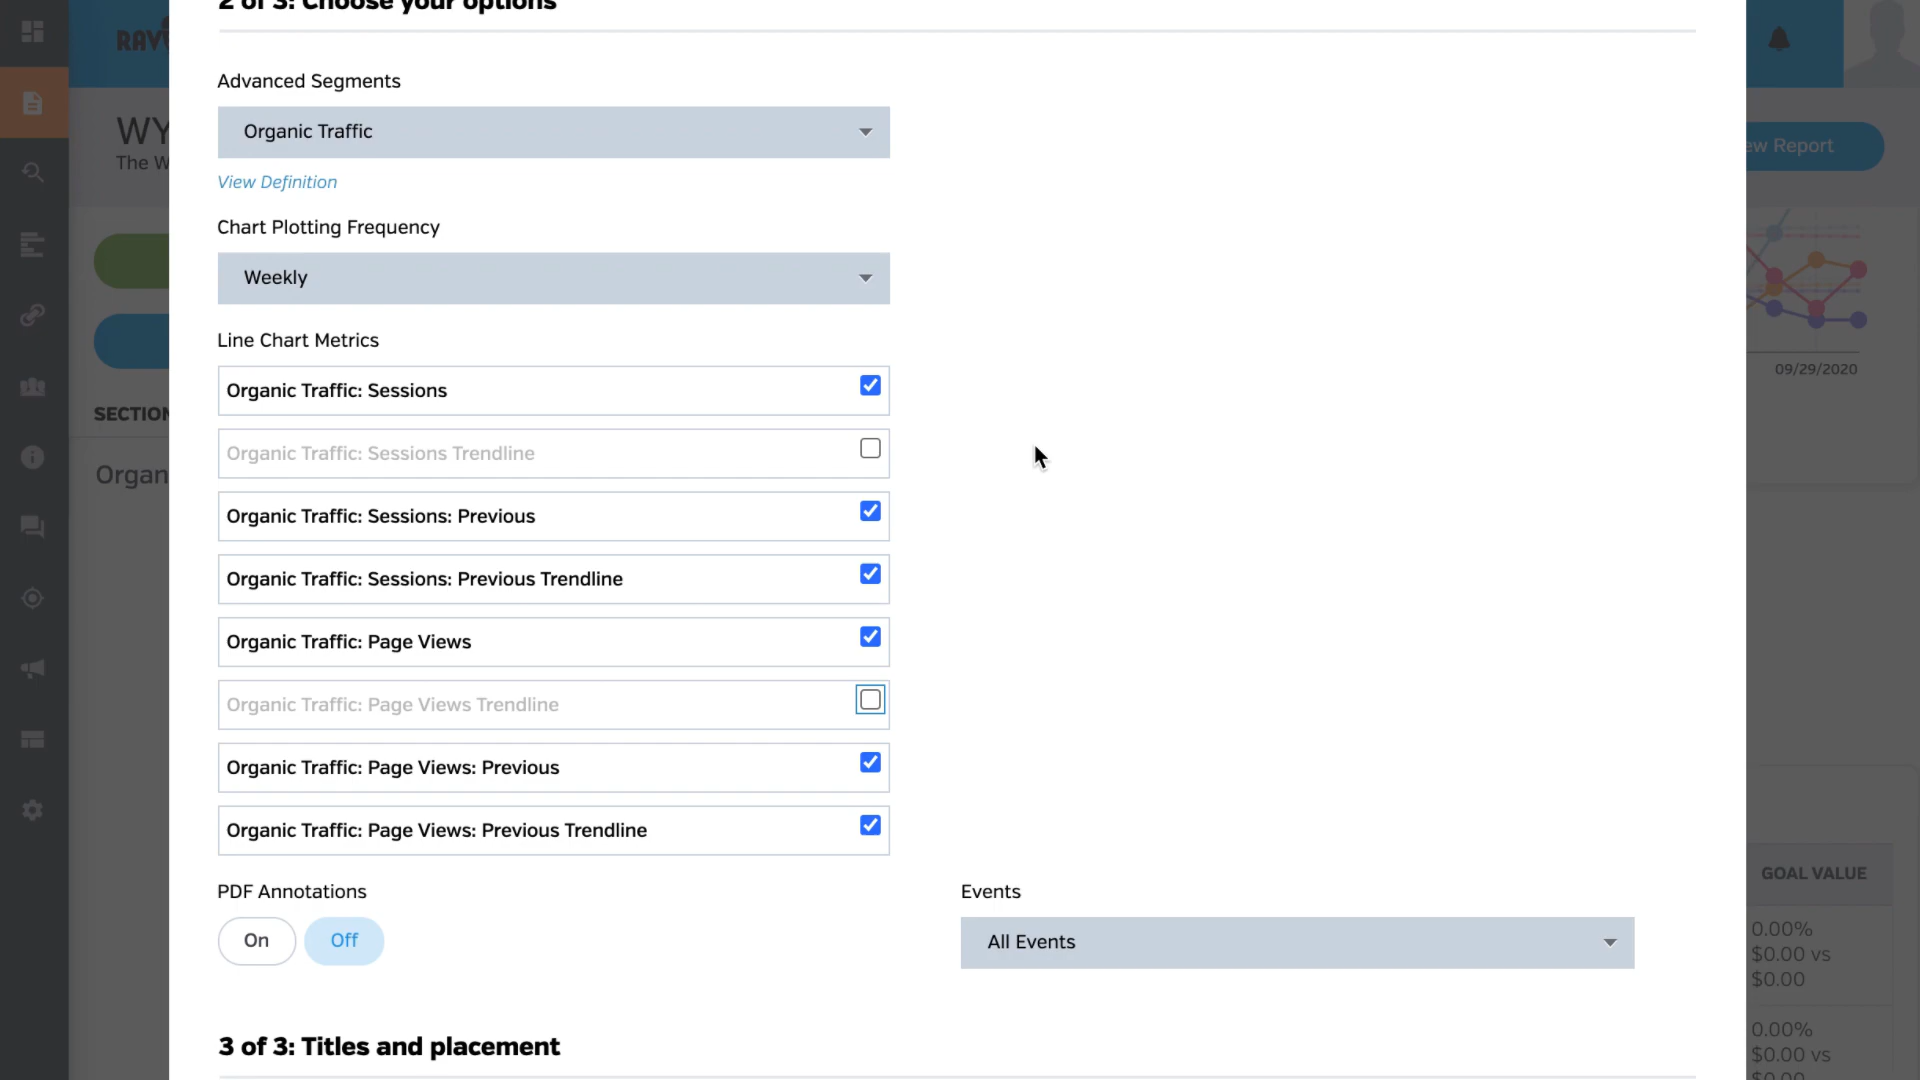 2 of 3: Choose your options
RAV
WY
The W
Advanced Segments
Organic Traffic
View Definition
ew Report
Chart Plotting Frequency
Weekly
Line Chart Metrics
Organic Traffic: Sessions
09/29/2020
SECTION
Organic Traffic: Sessions Trendline
Organ
Organic Traffic: Sessions: Previous
Organic Traffic: Sessions: Previous Trendline
Organic Traffic: Page Views
Organic Traffic: Page Views Trendline
Organic Traffic: Page Views: Previous
Organic Traffic: Page Views: Previous Trendline
PDF Annotations
On Off
Events
All Events
GOAL VALUE
0.00%
$0.00 vs
$0.00
0.00%
$0.00 vs
$0.00
3 of 3: Titles and placement